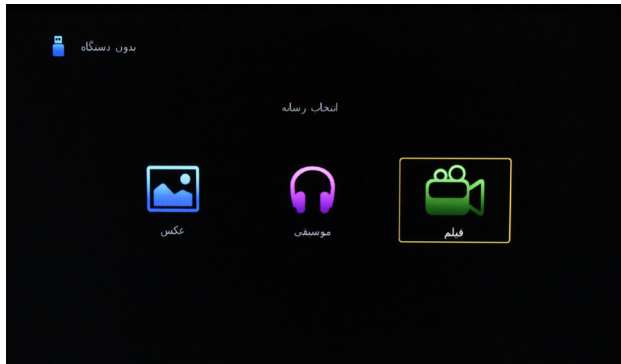 بدون دستگاه
انتخاب رسانه
فیلم
موسیقی
عکس